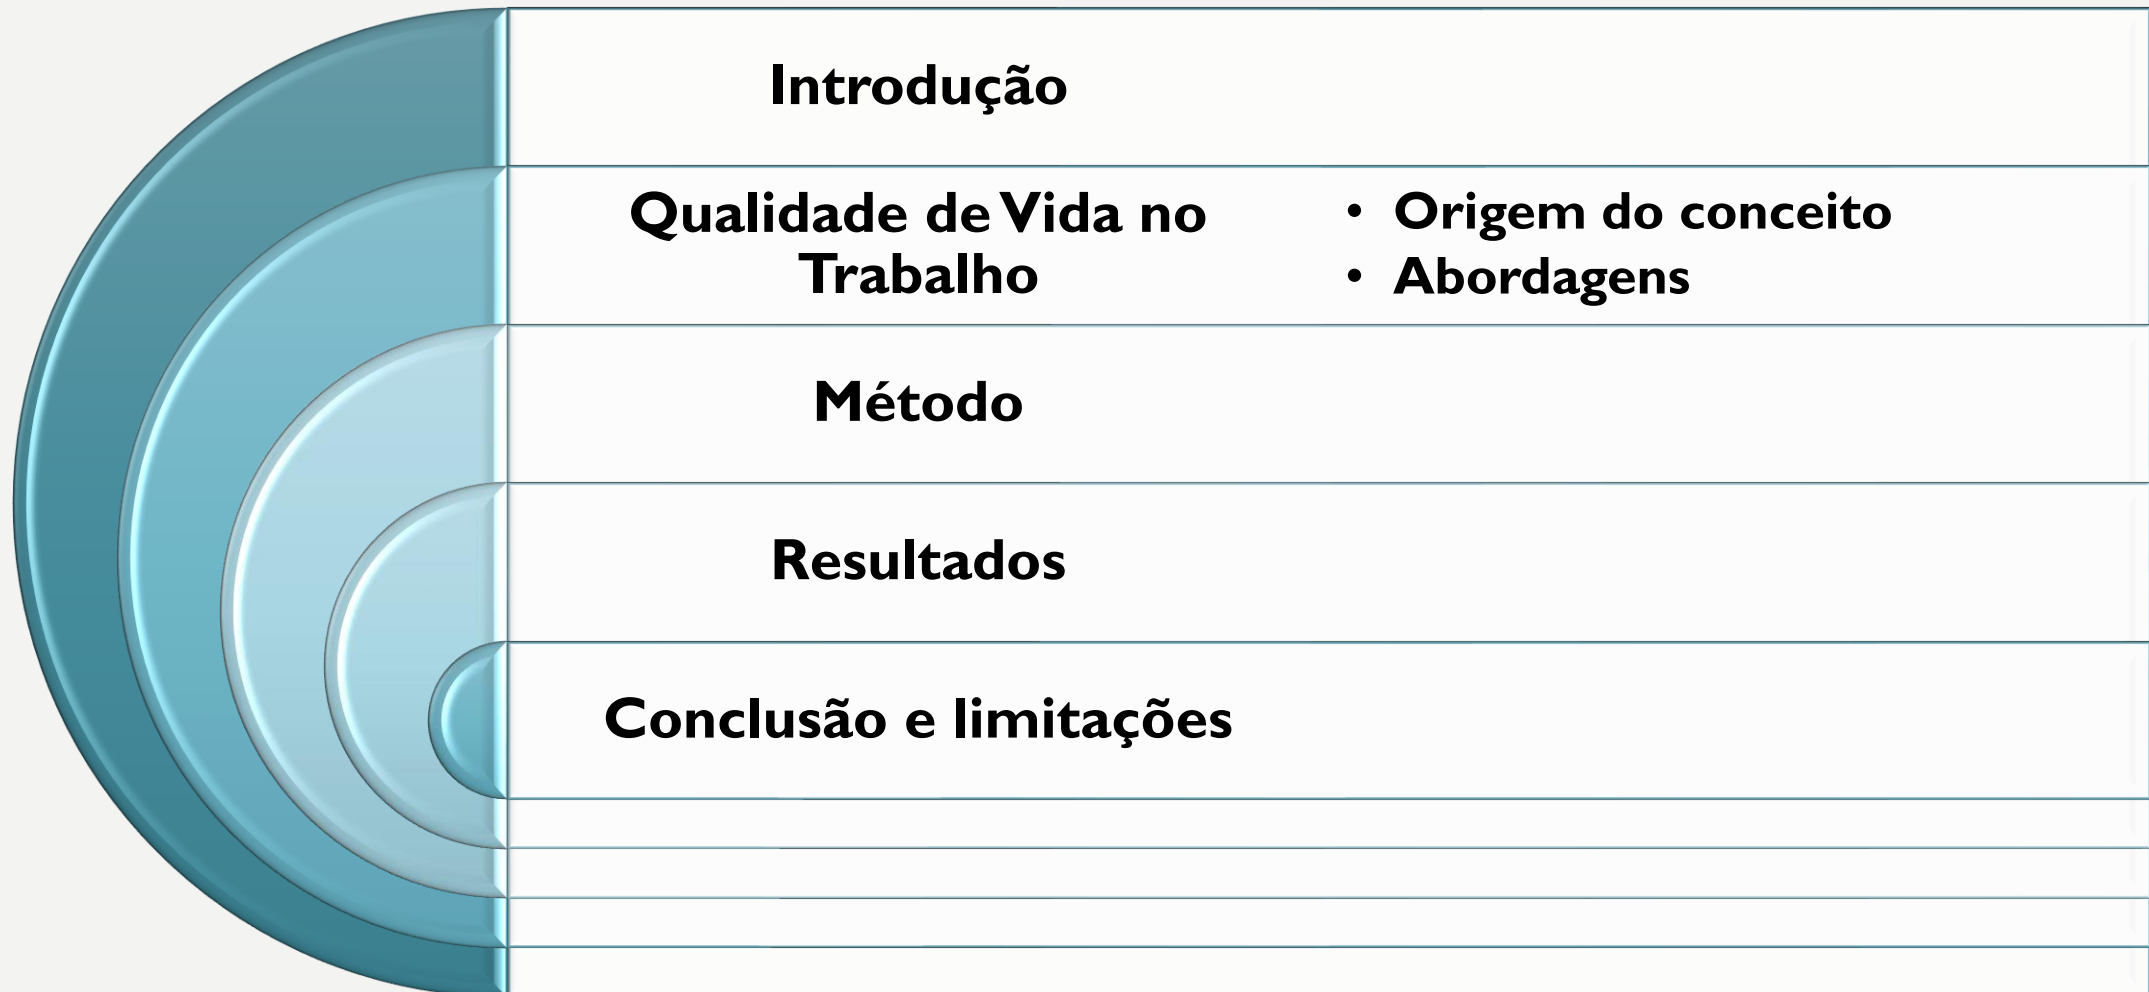 Introdução
Qualidade de Vida no
Trabalho
• Origem do conceito
• Abordagens
Método
Resultados
Conclusão e limitações